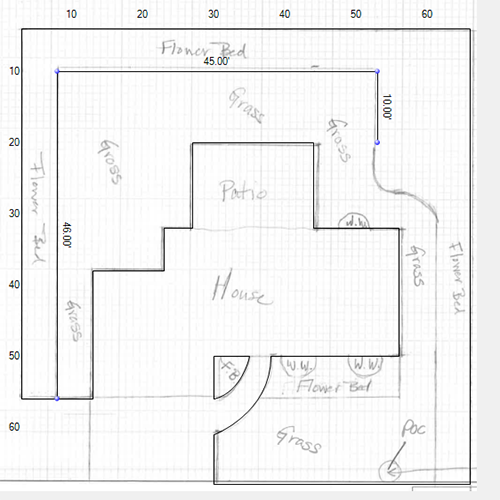 10 20 30 40 50 60
Flower Bed
45.00'
10
Grass
10.00'
Grass
Grass
20
Flower Bed
Patio
30
W.W.
46.00'
Grass
Flower Bed
40
House
Grass
50
F.B
W.W.
W.W.
Flower Bed
60
Grass
POC